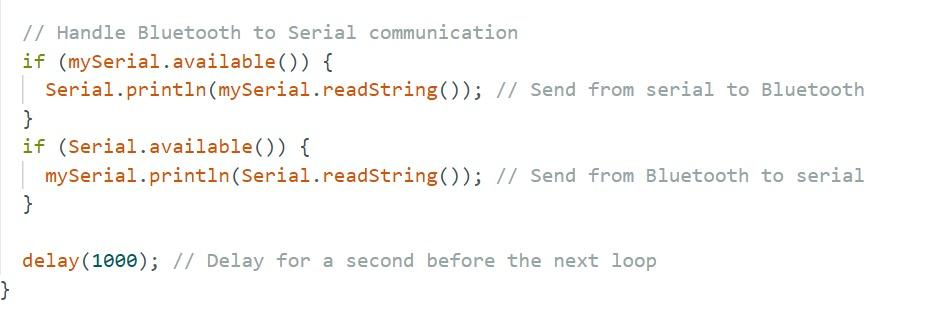 // Handle Bluetooth to Serial communication
if (mySerial.available()) {
Serial.println(mySerial.readString()); // Send from serial to Bluetooth
}
if (Serial.available()) {
mySerial.println(Serial.readString()); // Send from Bluetooth to serial
}
delay(1000); // Delay for a second before the next loop
}